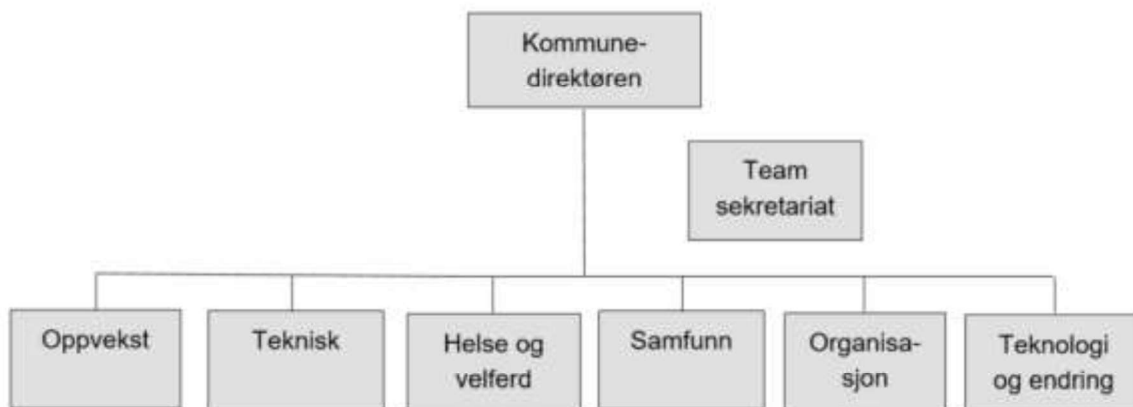 Kommune-
direktøren
Team
sekretariat
Oppvekst
Teknisk
Helse og
velferd
Samfunn
Organisa-
sjon
Teknologi
og endring